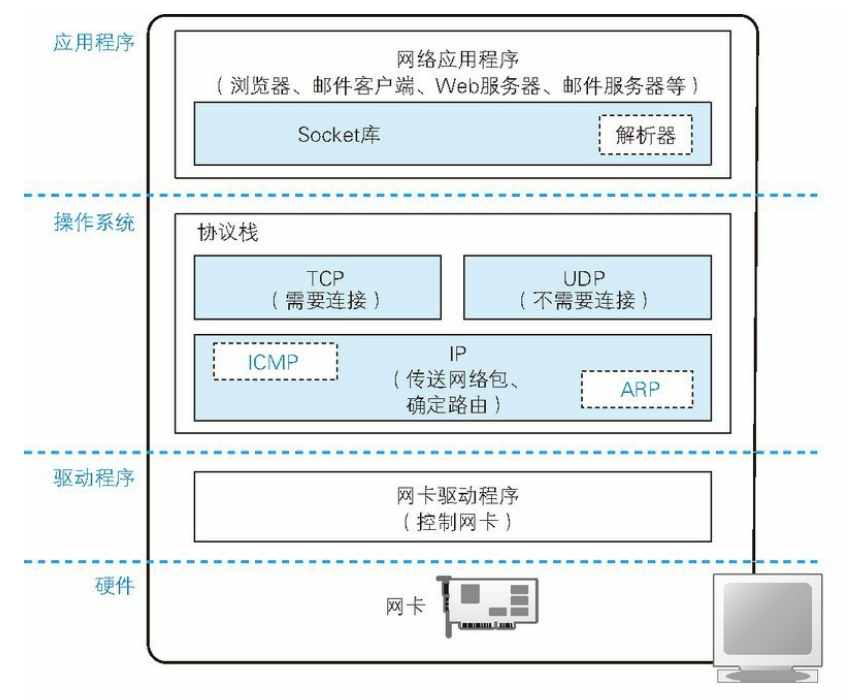 应用程序
网络应用程序
（浏览器、邮件客户端、Web服务器、邮件服务器等）
Socket库
解析器
操作系统
协议栈
TCP
（需要连接）
UDP
（不需要连接）
ICMP
IP
（传送网络包、
确定路由）
ARP
驱动程序
网卡驱动程序
（控制网卡）
硬件
网卡